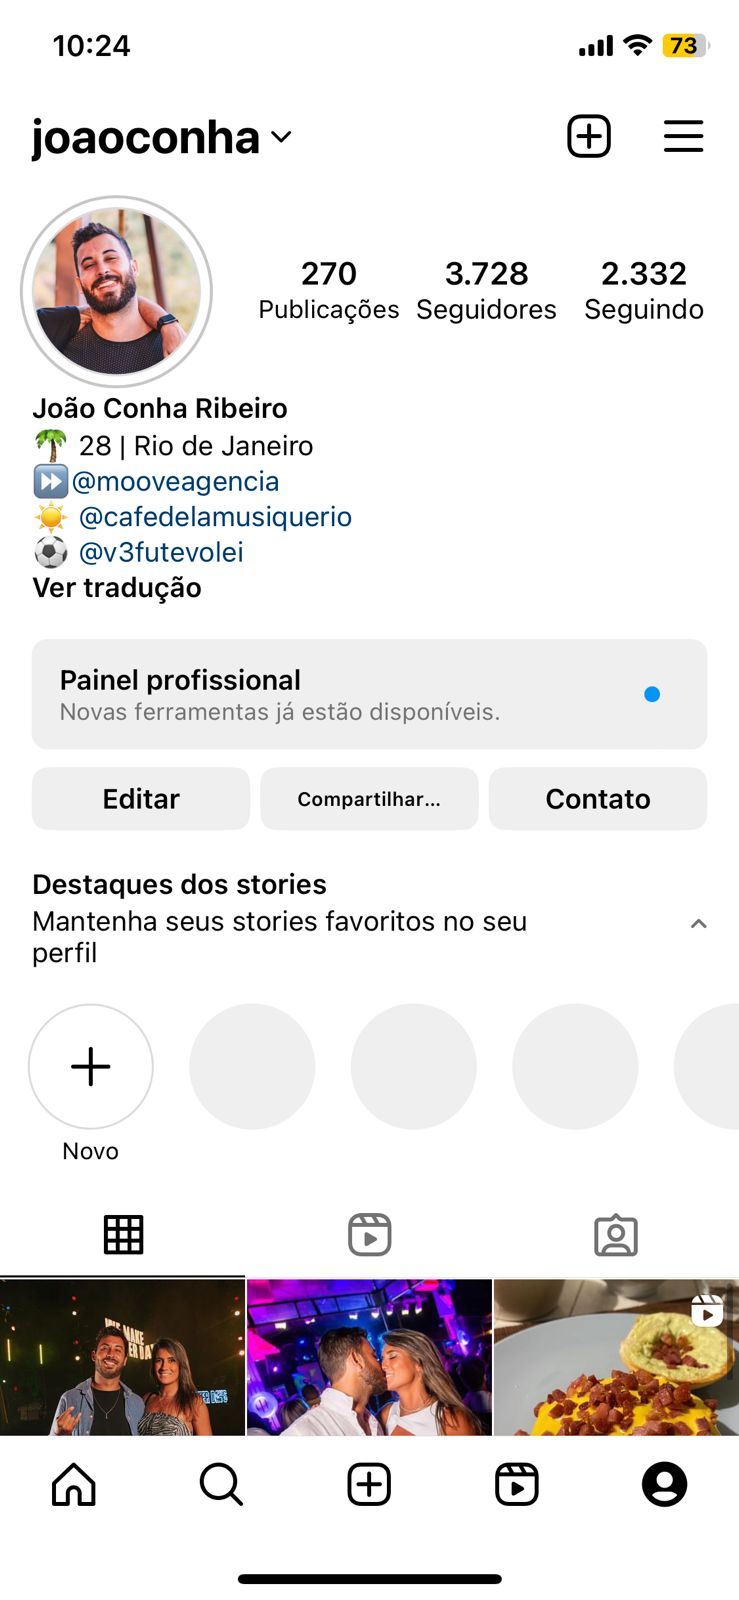 10:24
73
joaoconha
270
3.728
2.332
Publicações
Seguidores
Seguindo
João Conha Ribeiro
28 | Rio de Janeiro
@mooveagencia
@cafedelamusiquerio
@v3futevolei
Ver tradução
Painel profissional
Novas ferramentas já estão disponíveis.
Editar
Compartilhar...
Contato
Destaques dos stories
Mantenha seus stories favoritos no seu
perfil
Novo